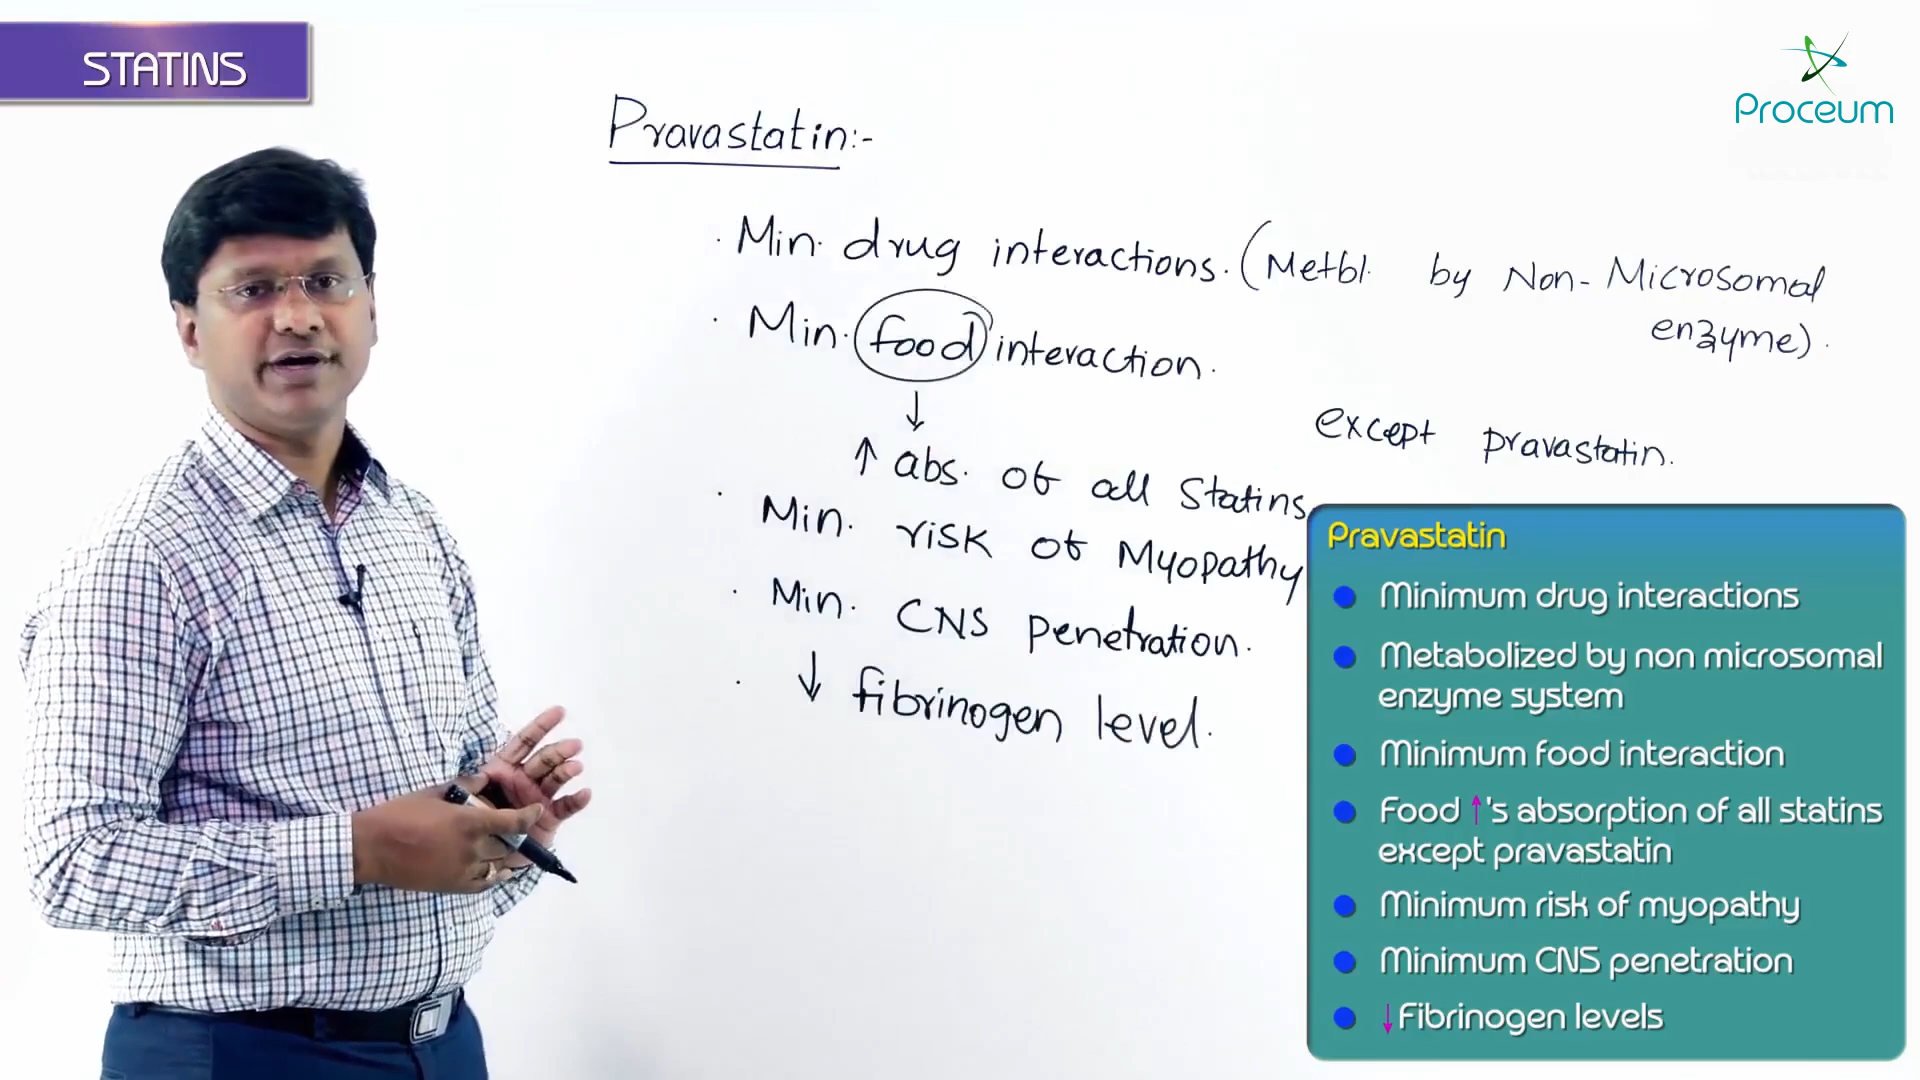 STATINS
Proceum
Pravastatin:-
· Min. drug interactions. (Metbl. by Non-Microsomal
enzyme).
· Min. food interaction.
↓
except pravastatin.
↑ abs. of all Statins
· Min. risk of Myopathy
· Min. CNS penetration.
· ↓ fibrinogen level.
Pravastatin
● Minimum drug interactions
● Metabolized by non microsomal
enzyme system
● Minimum food interaction
● Food ↑'s absorption of all statins
except pravastatin
● Minimum risk of myopathy
● Minimum CNS penetration
● ↓Fibrinogen levels